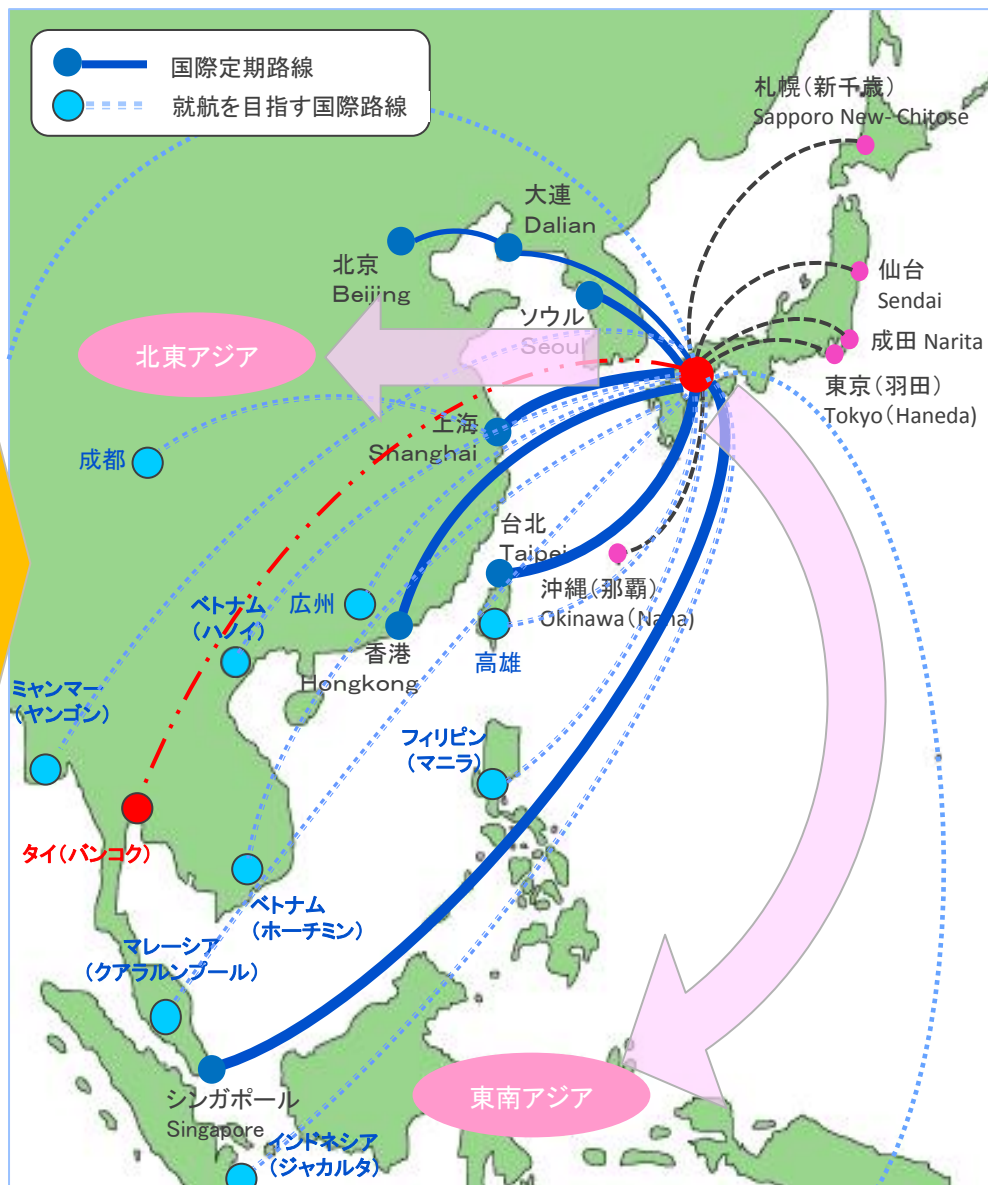 国際定期路線
就航を目指す国際路線
札幌(新千歳)
Sapporo New-Chitose
大連
Dalian
北京
Beijing
仙台
Sendai
ソウル
Seoul
成田 Narita
北東アジア
東京(羽田)
Tokyo(Haneda)
上海
Shanghai
成都
台北
Taipei
沖縄(那覇)
Okinawa(Naha)
広州
ベトナム
(ハノイ)
香港
Hongkong
高雄
ミャンマー
(ヤンゴン)
フィリピン
(マニラ)
タイ(バンコク)
ベトナム
(ホーチミン)
マレーシア
(クアラルンプール)
シンガポール
Singapore
東南アジア
インドネシア
(ジャカルタ)